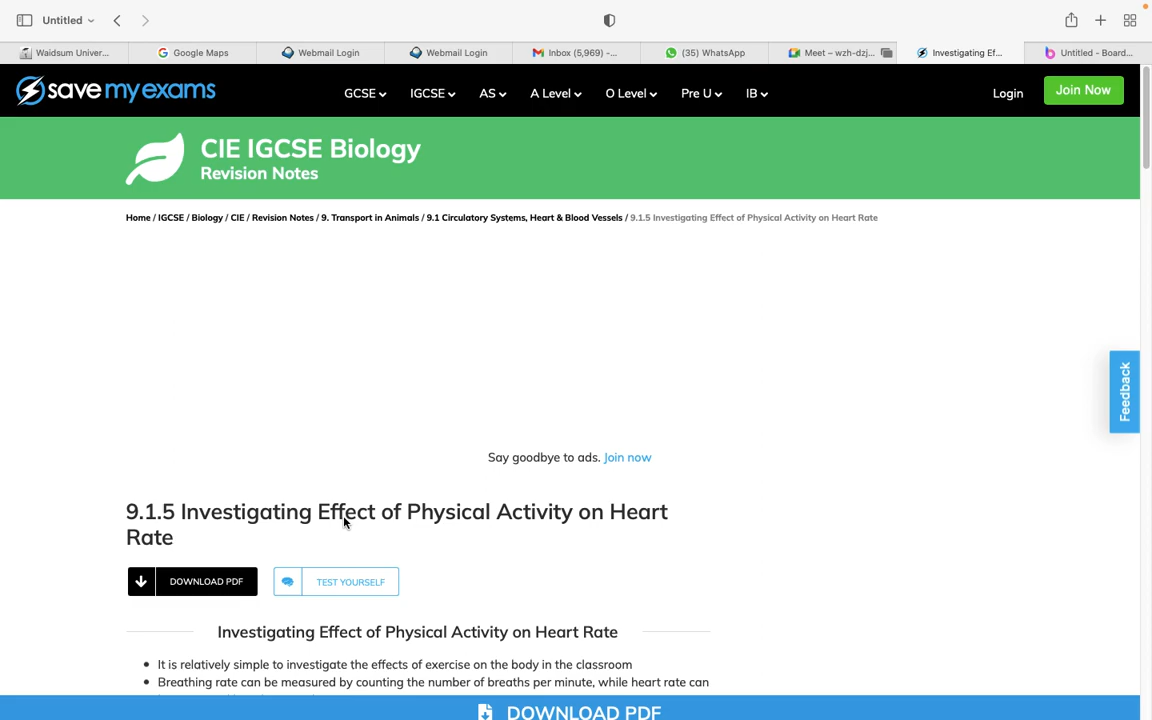 Untitled
Waidsum Univer...
Google Maps
Webmail Login
Webmail Login
Inbox (5,969) -...
(35) WhatsApp
Meet – wzh-dzj...
Investigating Ef...
Untitled - Board...
savemyexams
GCSE
IGCSE
AS
A Level
O Level
Pre U
IB
Login
Join Now
CIE IGCSE Biology
Revision Notes
Home / IGCSE / Biology / CIE / Revision Notes / 9. Transport in Animals / 9.1 Circulatory Systems, Heart & Blood Vessels / 9.1.5 Investigating Effect of Physical Activity on Heart Rate
Feedback
Say goodbye to ads. Join now
9.1.5 Investigating Effect of Physical Activity on Heart
Rate
DOWNLOAD PDF
TEST YOURSELF
Investigating Effect of Physical Activity on Heart Rate
It is relatively simple to investigate the effects of exercise on the body in the classroom
Breathing rate can be measured by counting the number of breaths per minute, while heart rate can
DOWNLOAD PDF